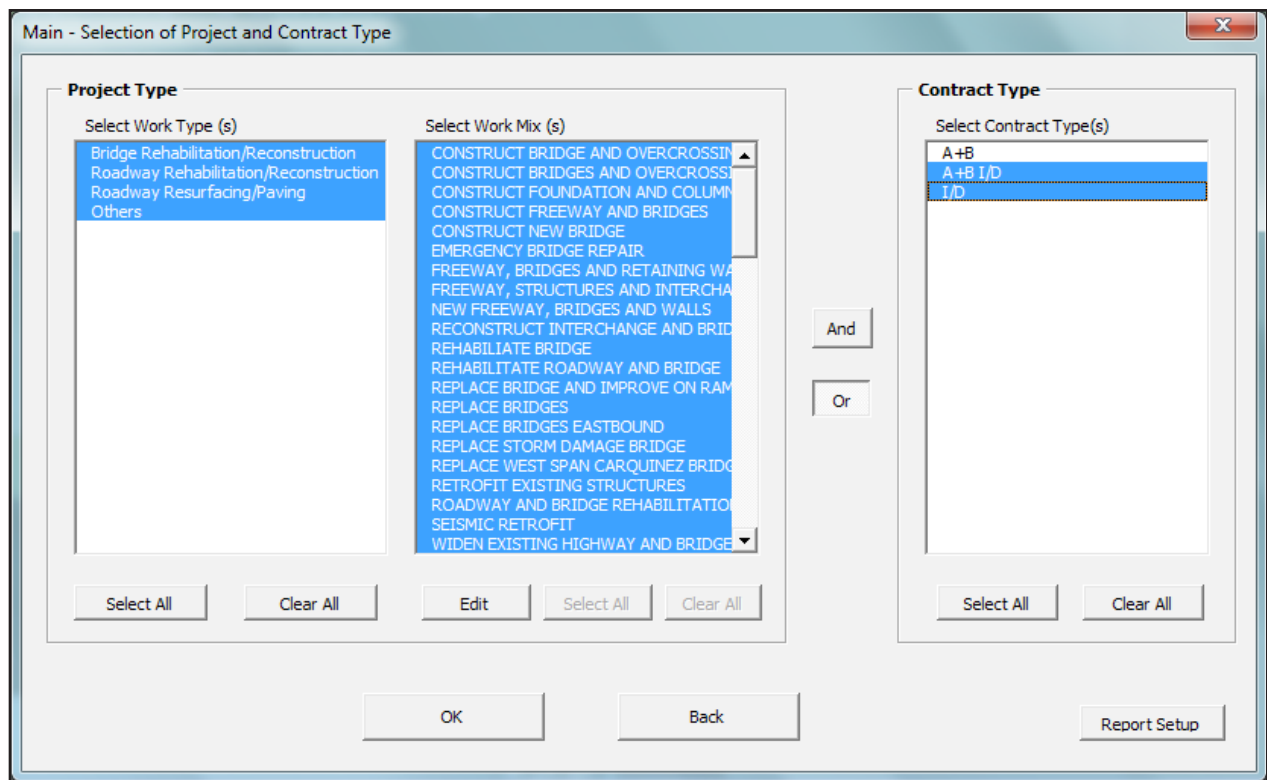 Main - Selection of Project and Contract Type
X
Project Type
Select Work Type (s)
Bridge Rehabilitation/Reconstruction
Roadway Rehabilitation/Reconstruction
Roadway Resurfacing/Paving
Others
Select All
Clear All
Select Work Mix (s)
CONSTRUCT BRIDGE AND OVERCROSSIN
CONSTRUCT BRIDGES AND OVERCROSSI
CONSTRUCT FOUNDATION AND COLUMN
CONSTRUCT FREEWAY AND BRIDGES
CONSTRUCT NEW BRIDGE
EMERGENCY BRIDGE REPAIR
FREEWAY, BRIDGES AND RETAINING WA
FREEWAY, STRUCTURES AND INTERCHA
NEW FREEWAY, BRIDGES AND WALLS
RECONSTRUCT INTERCHANGE AND BRID
REHABILIATE BRIDGE
REHABILITATE ROADWAY AND BRIDGE
REPLACE BRIDGE AND IMPROVE ON RAM
REPLACE BRIDGES
REPLACE BRIDGES EASTBOUND
REPLACE STORM DAMAGE BRIDGE
REPLACE WEST SPAN CARQUINEZ BRIDG
RETROFIT EXISTING STRUCTURES
ROADWAY AND BRIDGE REHABILITATIO
SEISMIC RETROFIT
WIDEN EXISTING HIGHWAY AND BRIDGE
Edit
Select All
Clear All
And
Or
Contract Type
Select Contract Type(s)
A+B
A+B I/D
I/D
Select All
Clear All
OK
Back
Report Setup